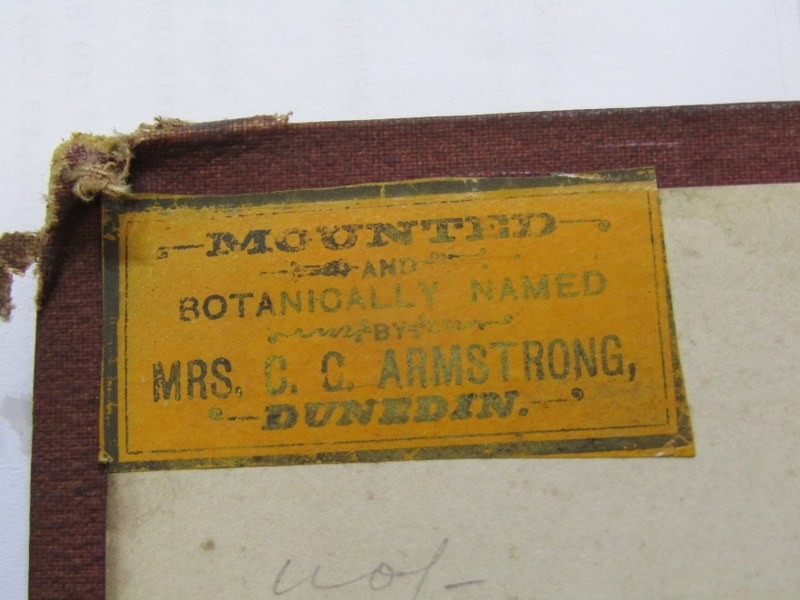 MOUNTED
AND
BOTANICALLY NAMED
BY
MRS. C. C. ARMSTRONG,
DUNEDIN.